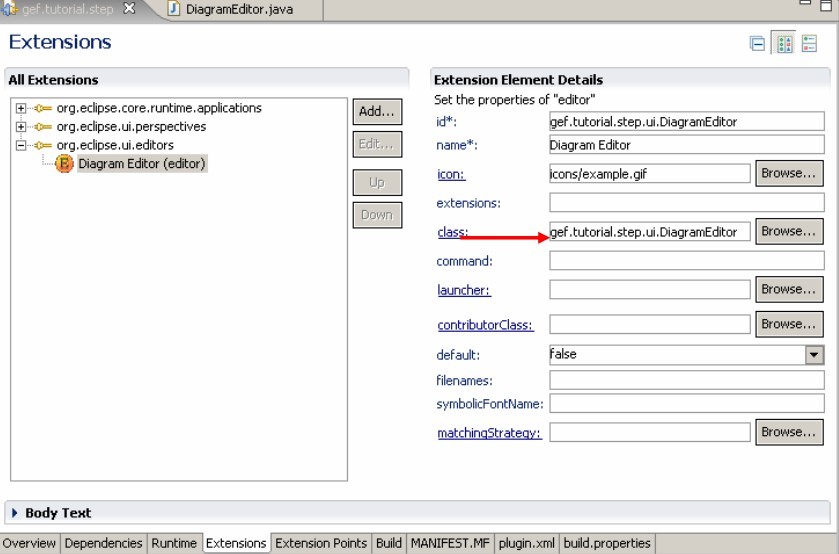 gef.tutorial.step DiagramEditor.java
Extensions
All Extensions
org.eclipse.core.runtime.applications
org.eclipse.ui.perspectives
org.eclipse.ui.editors
E Diagram Editor (editor)
Add...
Edit...
Up
Down
Extension Element Details
Set the properties of "editor"
id*: gef.tutorial.step.ui.DiagramEditor
name*: Diagram Editor
icon: icons/example.gif Browse...
extensions:
class: gef.tutorial.step.ui.DiagramEditor Browse...
command:
launcher: Browse...
contributorClass: Browse...
default: false
filenames:
symbolicFontName:
matchingStrategy: Browse...
Body Text
Overview Dependencies Runtime Extensions Extension Points Build MANIFEST.MF plugin.xml build.properties